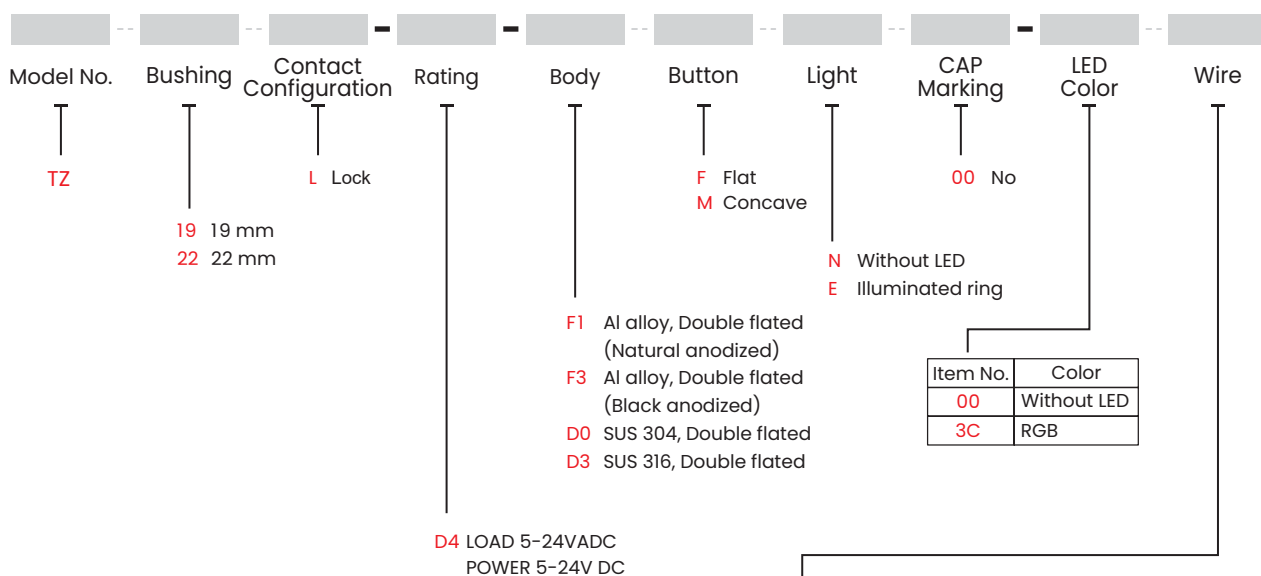 Model No.
Bushing
Contact
Configuration
Rating
Body
Button
Light
CAP
Marking
LED
Color
Wire
TZ
19 19 mm
22 22 mm
L Lock
D4 LOAD 5-24VADC
POWER 5-24V DC
F1 Al alloy, Double flated
(Natural anodized)
F3 Al alloy, Double flated
(Black anodized)
D0 SUS 304, Double flated
D3 SUS 316, Double flated
F Flat
M Concave
N Without LED
E Illuminated ring
00 No
Item No. Color
00 Without LED
3C RGB